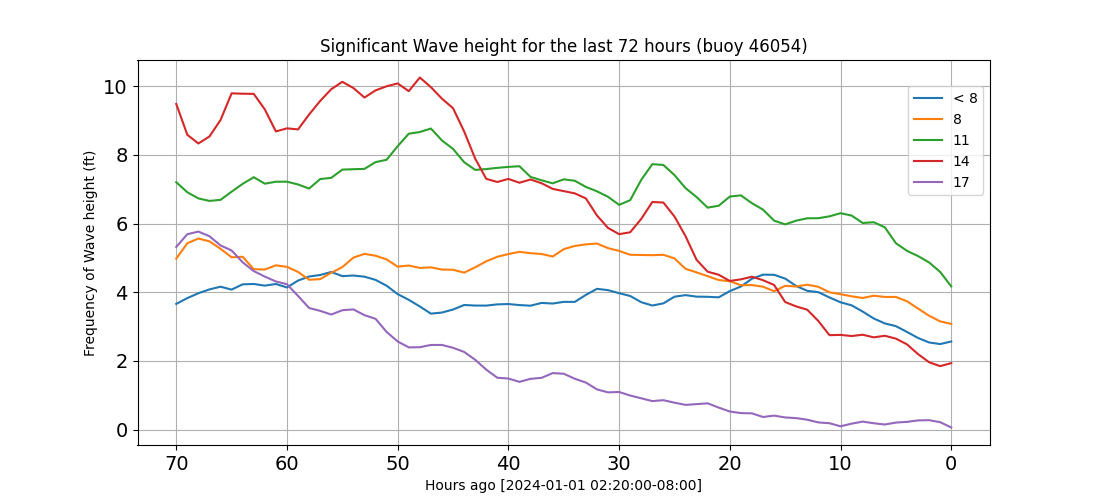 Significant Wave height for the last 72 hours (buoy 46054)
Frequency of Wave height (ft)
10
8
6
4
2
0
< 8
8
11
14
17
70 60 50 40 30 20 10 0
Hours ago [2024-01-01 02:20:00-08:00]